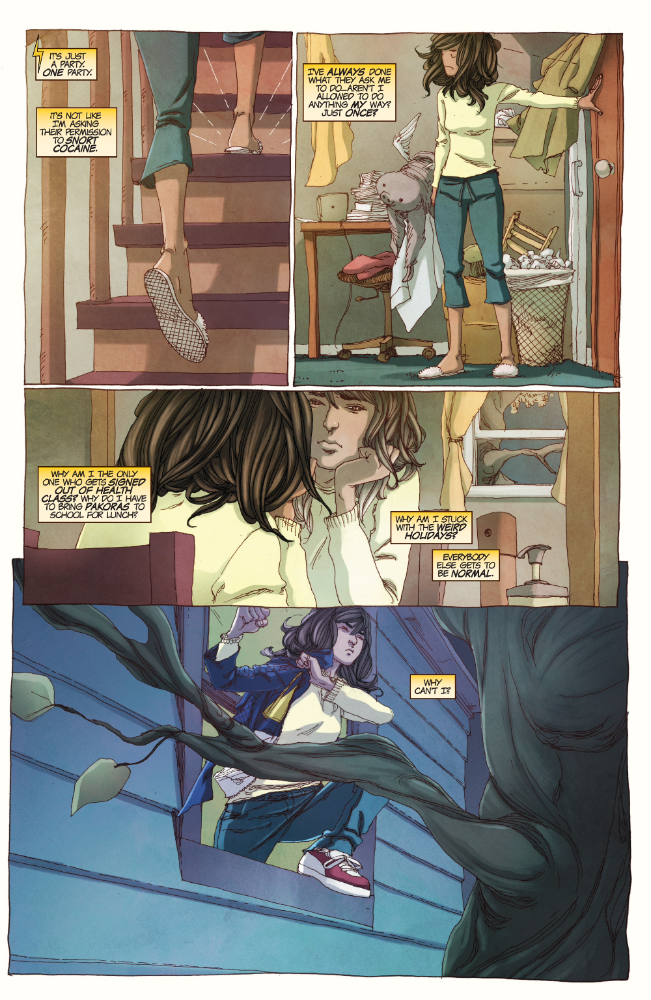 IT'S JUST
A PARTY.
ONE PARTY.
IT'S NOT LIKE
I'M ASKING
THEIR PERMISSION
TO SNORT
COCAINE.
I'VE ALWAYS DONE
WHAT THEY ASK ME
TO DO...AREN'T I
ALLOWED TO DO
ANYTHING MY WAY?
JUST ONCE?
WHY AM I THE ONLY
ONE WHO GETS SIGNED
OUT OF HEALTH
CLASS? WHY DO I HAVE
TO BRING PAKORAS TO
SCHOOL FOR LUNCH?
WHY AM I STUCK
WITH THE WEIRD
HOLIDAYS?
EVERYBODY
ELSE GETS TO
BE NORMAL.
WHY
CAN'T I?